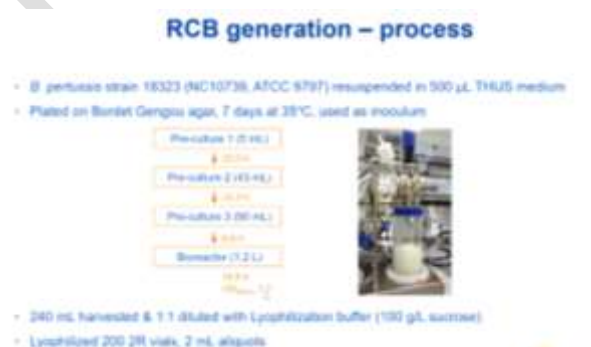 RCB generation – process
B. pertussis strain 18323 (NC10739, ATCC 9797) resuspended in 500 µL THIJS medium
Plated on Bordet Gengou agar, 7 days at 35°C, used as inoculum
Pre-culture 1 (5 mL)
Pre-culture 2 (45 mL)
Pre-culture 3 (90 mL)
Bioreactor (1.2 L)
240 mL harvested & 1:1 diluted with Lyophilization buffer (100 g/L sucrose)
Lyophilized 200 2R vials, 2 mL aliquots